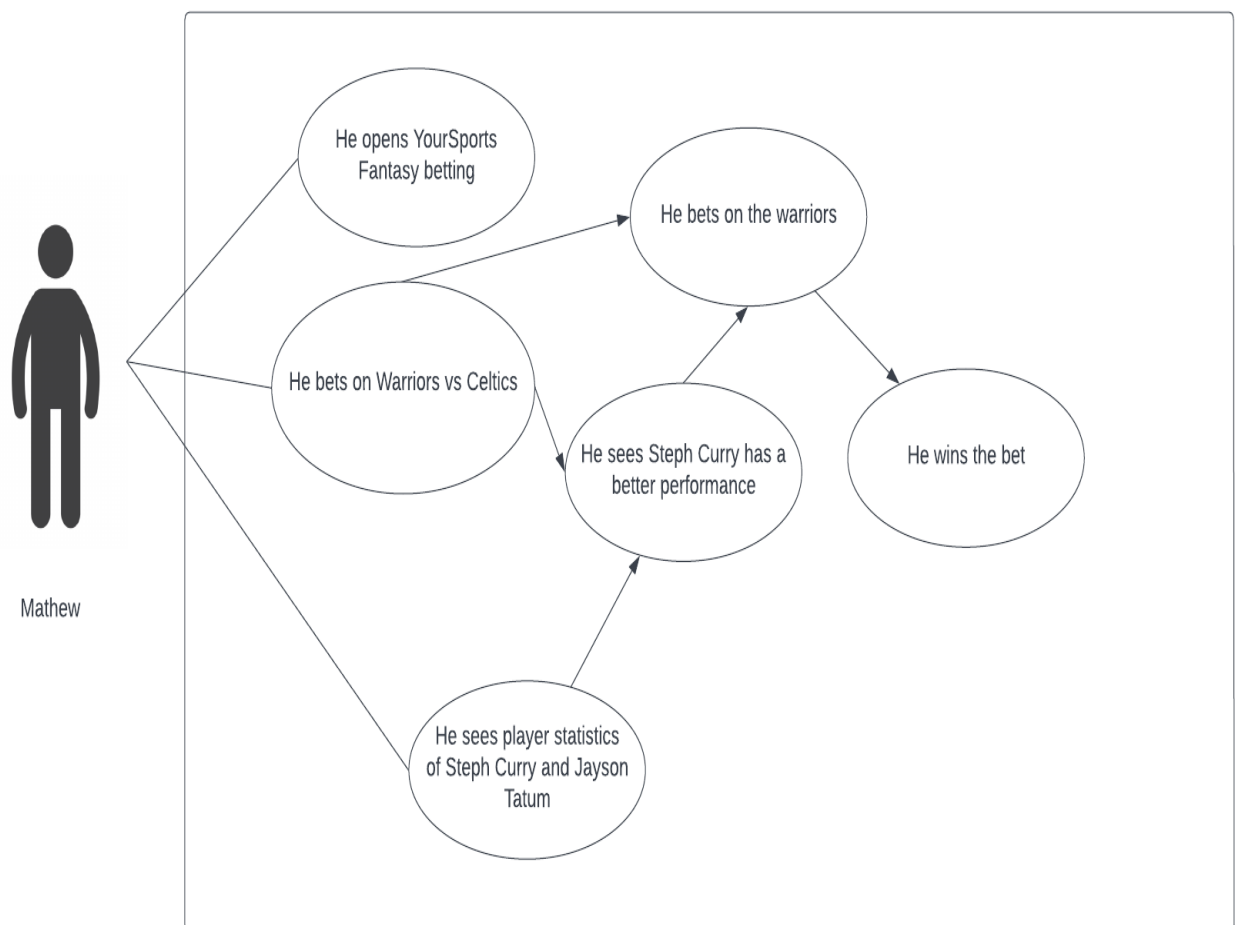 He opens YourSports
Fantasy betting
He bets on the warriors
He bets on Warriors vs Celtics
He sees Steph Curry has a
better performance
He wins the bet
Mathew
He sees player statistics
of Steph Curry and Jayson
Tatum